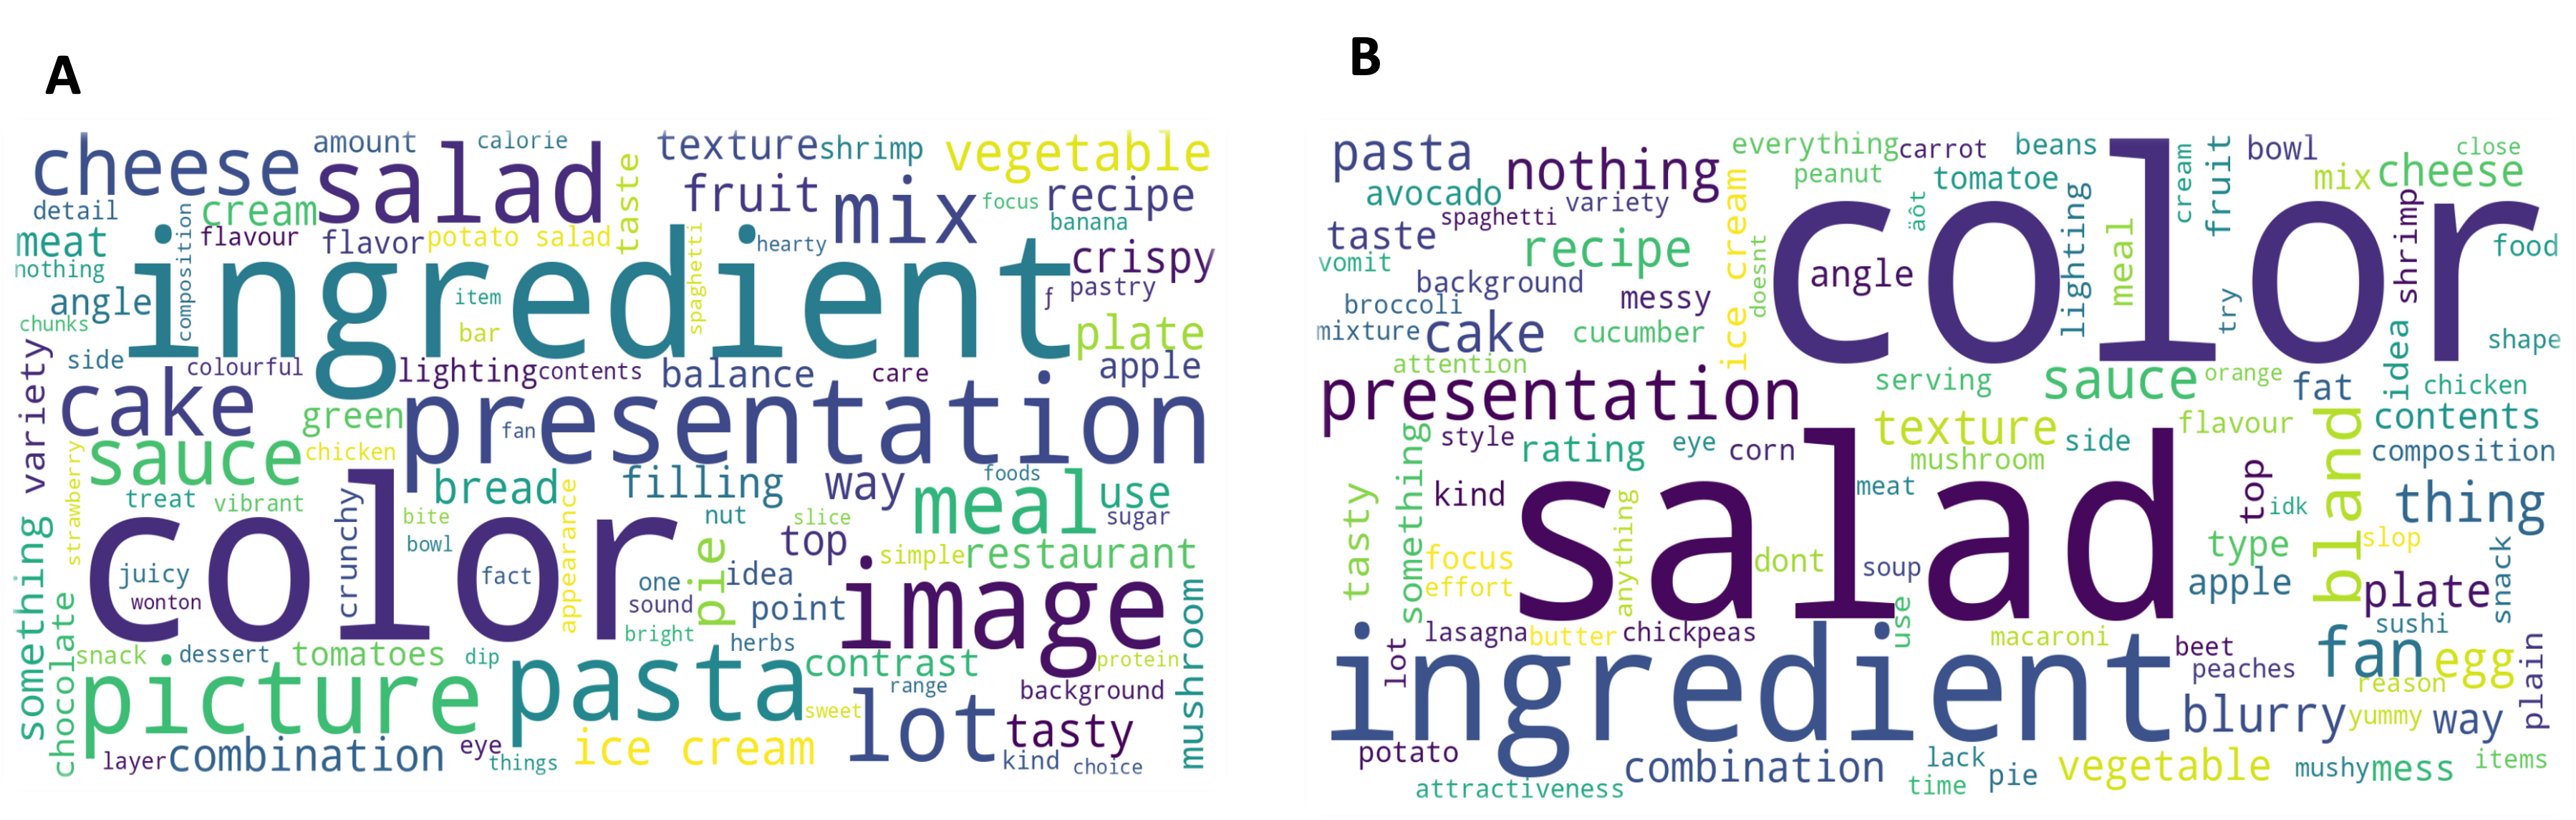 A
cheese
amount
calorie
salad
taste
texture
shrimp
vegetable
detail
composition
cream
fruit
mix
focus
recipe
banana
meat
flavour
flavor
potato salad
spaghetti
hearty
crispy
nothing
ingredient
item
ƒ
pastry
angle
chunks
bar
plate
side
colourful
lighting
contents
balance
care
apple
variety
cake
green
presentation
fan
sauce
chicken
strawberry
treat
vibrant
crunchy
bread
appearance
filling
way
foods
meal
use
bite
nut
slice
sugar
bowl
top
simple
restaurant
something
color
juicy
fact
pie
idea
one
image
wonton
sound
point
chocolate
bright
herbs
mushroom
snack
dessert
tomatoes
dip
contrast
protein
picture
pasta
range
background
sweet
lot
tasty
layer
combination
eye
things
ice cream
kind
choice
B
pasta
nothing
everything
carrot
beans
color
cream
fruit
bowl
close
avocado
peanut
tomatoe
mix
cheese
spaghetti
variety
äôt
taste
ice cream
lighting
meal
shrimp
food
vomit
recipe
doesnt
angle
background
messy
try
broccoli
mixture
cake
cucumber
idea
shape
attention
serving
sauce
orange
fat
chicken
presentation
texture
flavour
bland
contents
something
style
rating
eye
corn
side
composition
mushroom
tasty
kind
anything
salad
meat
top
idk
thing
focus
dont
soup
type
slop
snack
effort
apple
plate
use
lot
lasagna
butter
chickpeas
macaroni
beet
sushi
ingredient
peaches
fan
egg
plain
reason
blurry
yummy
way
potato
combination
lack
pie
vegetable
mushy
mess
items
attractiveness
time